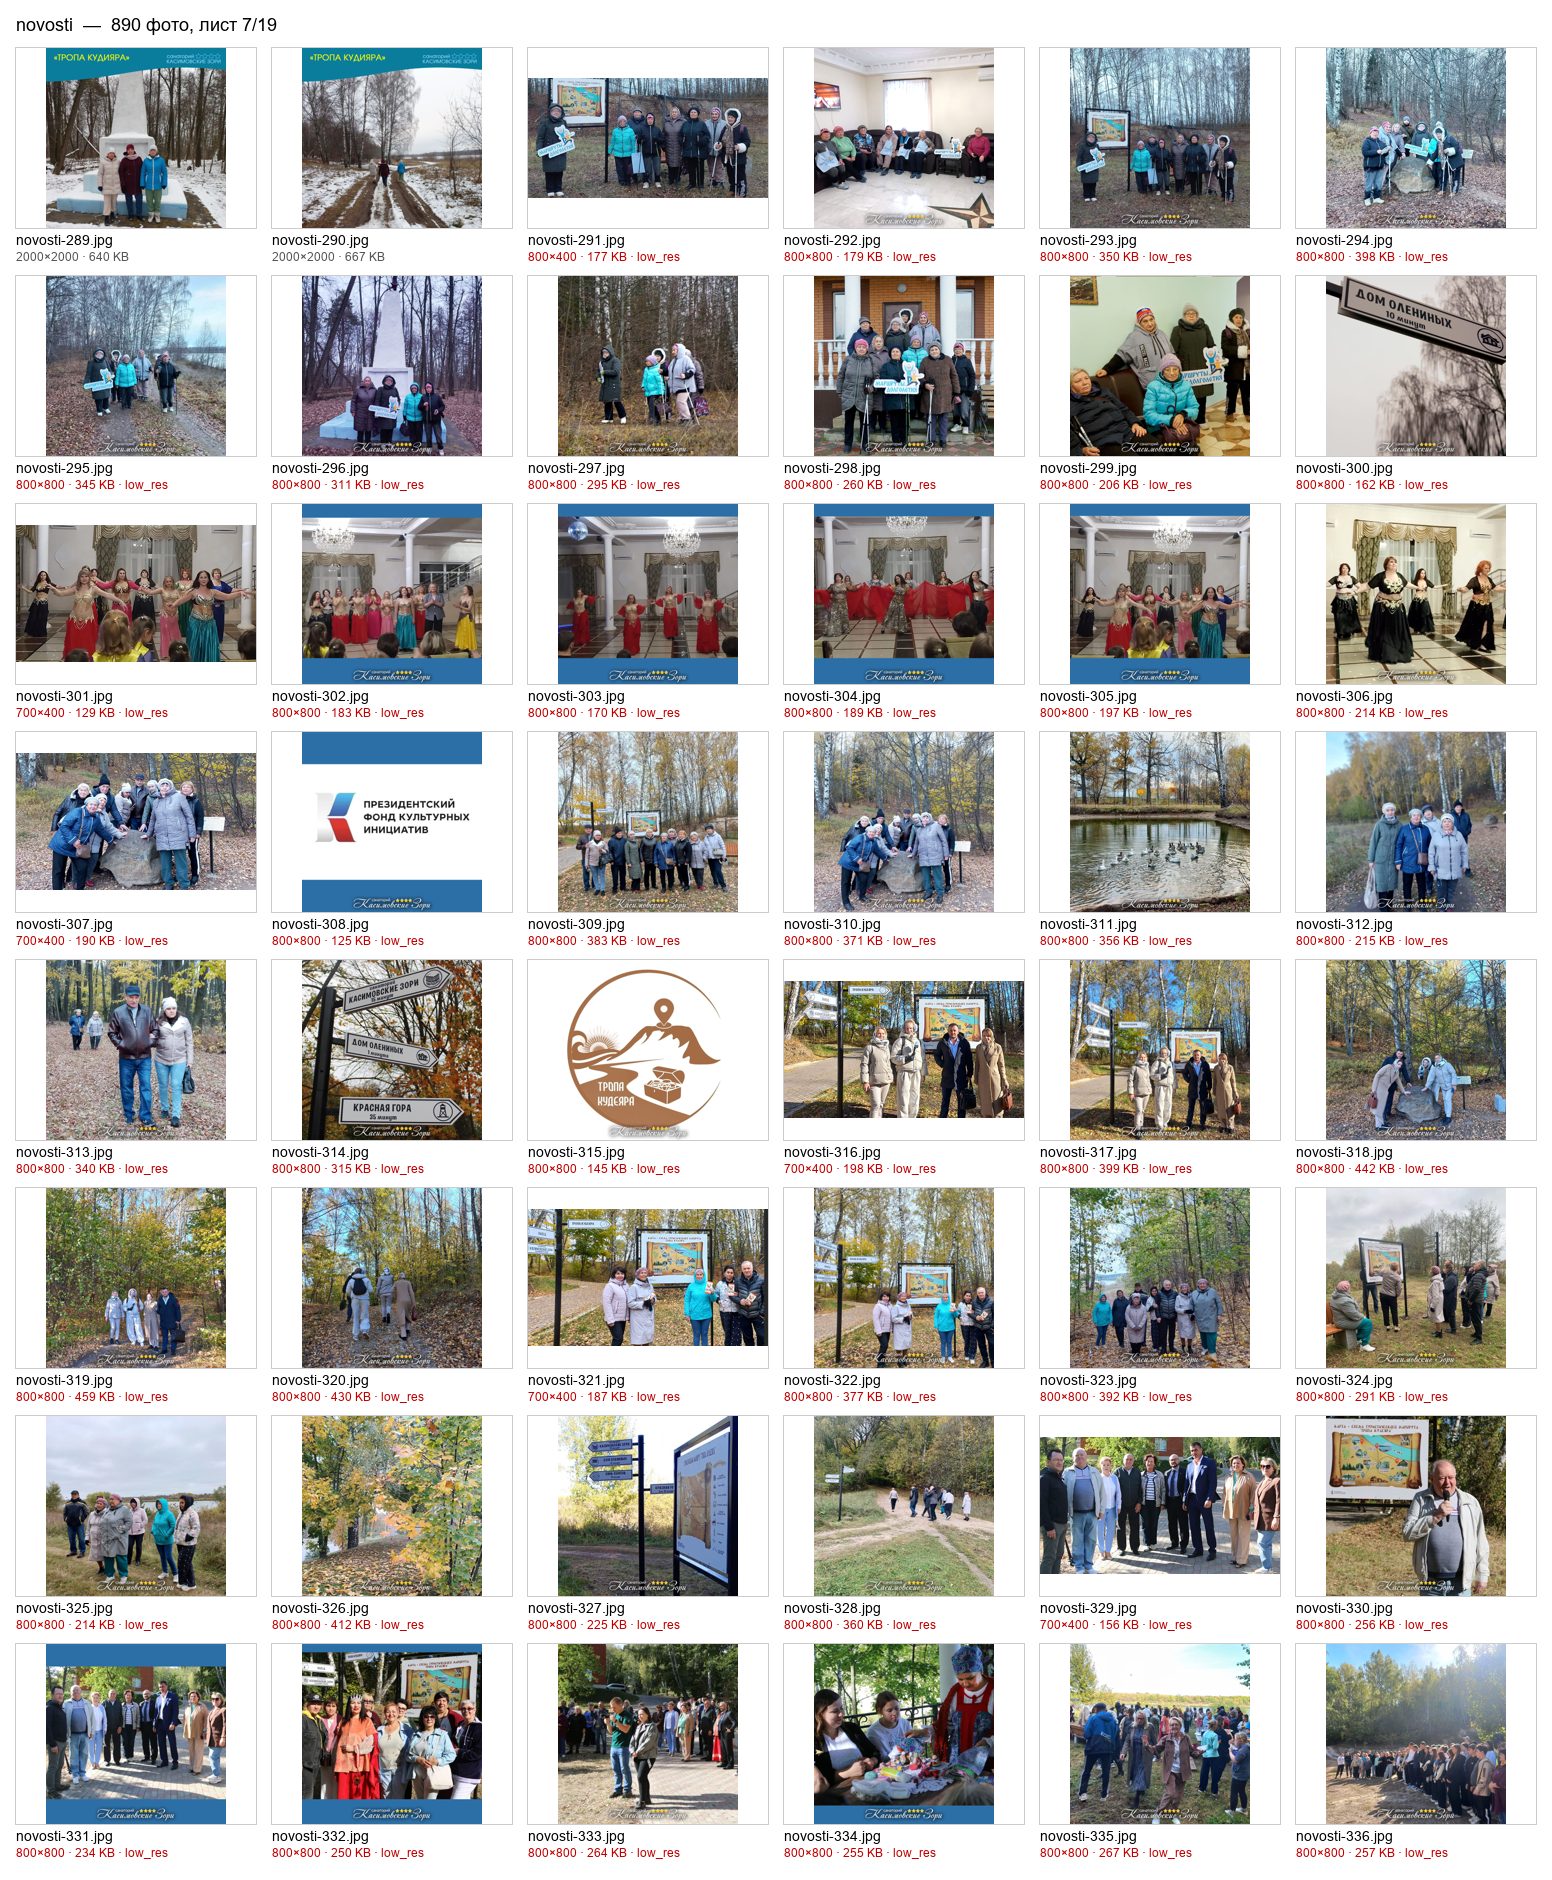 novosti — 890 фото, лист 7/19
«ТРОПА КУДИЯРА»
санаторий
КАСИМОВСКИЕ ЗОРИ
«ТРОПА КУДИЯРА»
санаторий
КАСИМОВСКИЕ ЗОРИ
novosti-289.jpg
2000×2000 · 640 KB
novosti-290.jpg
2000×2000 · 667 KB
novosti-291.jpg
800×400 · 177 KB · low_res
novosti-292.jpg
800×800 · 179 KB · low_res
novosti-293.jpg
800×800 · 350 KB · low_res
novosti-294.jpg
800×800 · 398 KB · low_res
МАРШРУТЫ
ДОЛГОЛЕТИЯ
ДОМ ОЛЕНИНЫХ
10 минут
Касимовские Зори
novosti-295.jpg
800×800 · 345 KB · low_res
novosti-296.jpg
800×800 · 311 KB · low_res
novosti-297.jpg
800×800 · 295 KB · low_res
novosti-298.jpg
800×800 · 260 KB · low_res
novosti-299.jpg
800×800 · 206 KB · low_res
novosti-300.jpg
800×800 · 162 KB · low_res
novosti-301.jpg
700×400 · 129 KB · low_res
novosti-302.jpg
800×800 · 183 KB · low_res
novosti-303.jpg
800×800 · 170 KB · low_res
novosti-304.jpg
800×800 · 189 KB · low_res
novosti-305.jpg
800×800 · 197 KB · low_res
novosti-306.jpg
800×800 · 214 KB · low_res
ПРЕЗИДЕНТСКИЙ
ФОНД КУЛЬТУРНЫХ
ИНИЦИАТИВ
Касимовские Зори
novosti-307.jpg
700×400 · 190 KB · low_res
novosti-308.jpg
800×800 · 125 KB · low_res
novosti-309.jpg
800×800 · 383 KB · low_res
novosti-310.jpg
800×800 · 371 KB · low_res
novosti-311.jpg
800×800 · 356 KB · low_res
novosti-312.jpg
800×800 · 215 KB · low_res
КАСИМОВСКИЕ ЗОРИ
ДОМ ОЛЕНИНЫХ
1 минута
КРАСНАЯ ГОРА
35 минут
ТРОПА
КУДЕЯРА
novosti-313.jpg
800×800 · 340 KB · low_res
novosti-314.jpg
800×800 · 315 KB · low_res
novosti-315.jpg
800×800 · 145 KB · low_res
novosti-316.jpg
700×400 · 198 KB · low_res
novosti-317.jpg
800×800 · 399 KB · low_res
novosti-318.jpg
800×800 · 442 KB · low_res
novosti-319.jpg
800×800 · 459 KB · low_res
novosti-320.jpg
800×800 · 430 KB · low_res
novosti-321.jpg
700×400 · 187 KB · low_res
novosti-322.jpg
800×800 · 377 KB · low_res
novosti-323.jpg
800×800 · 392 KB · low_res
novosti-324.jpg
800×800 · 291 KB · low_res
novosti-325.jpg
800×800 · 214 KB · low_res
novosti-326.jpg
800×800 · 412 KB · low_res
novosti-327.jpg
800×800 · 225 KB · low_res
novosti-328.jpg
800×800 · 360 KB · low_res
novosti-329.jpg
700×400 · 156 KB · low_res
novosti-330.jpg
800×800 · 256 KB · low_res
novosti-331.jpg
800×800 · 234 KB · low_res
novosti-332.jpg
800×800 · 250 KB · low_res
novosti-333.jpg
800×800 · 264 KB · low_res
novosti-334.jpg
800×800 · 255 KB · low_res
novosti-335.jpg
800×800 · 267 KB · low_res
novosti-336.jpg
800×800 · 257 KB · low_res